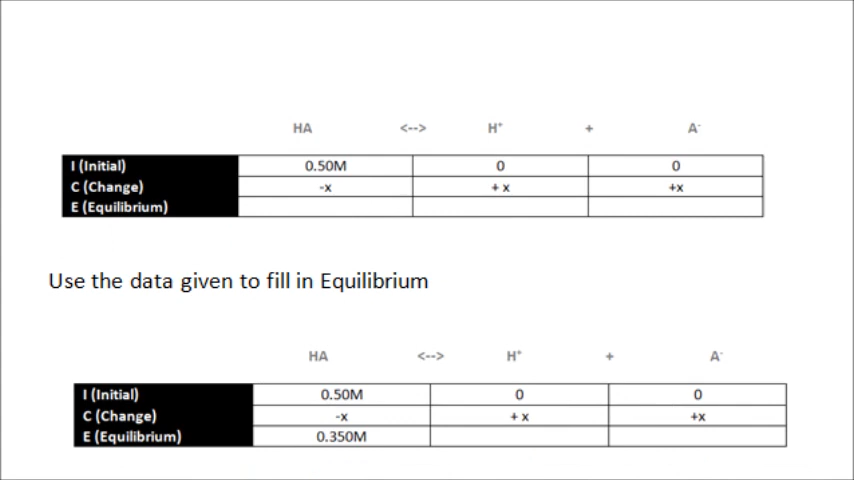 HA <--> H⁺ + A⁻
I (Initial) 0.50M 0 0
C (Change) -x + x +x
E (Equilibrium)
Use the data given to fill in Equilibrium
HA <--> H⁺ + A⁻
I (Initial) 0.50M 0 0
C (Change) -x + x +x
E (Equilibrium) 0.350M